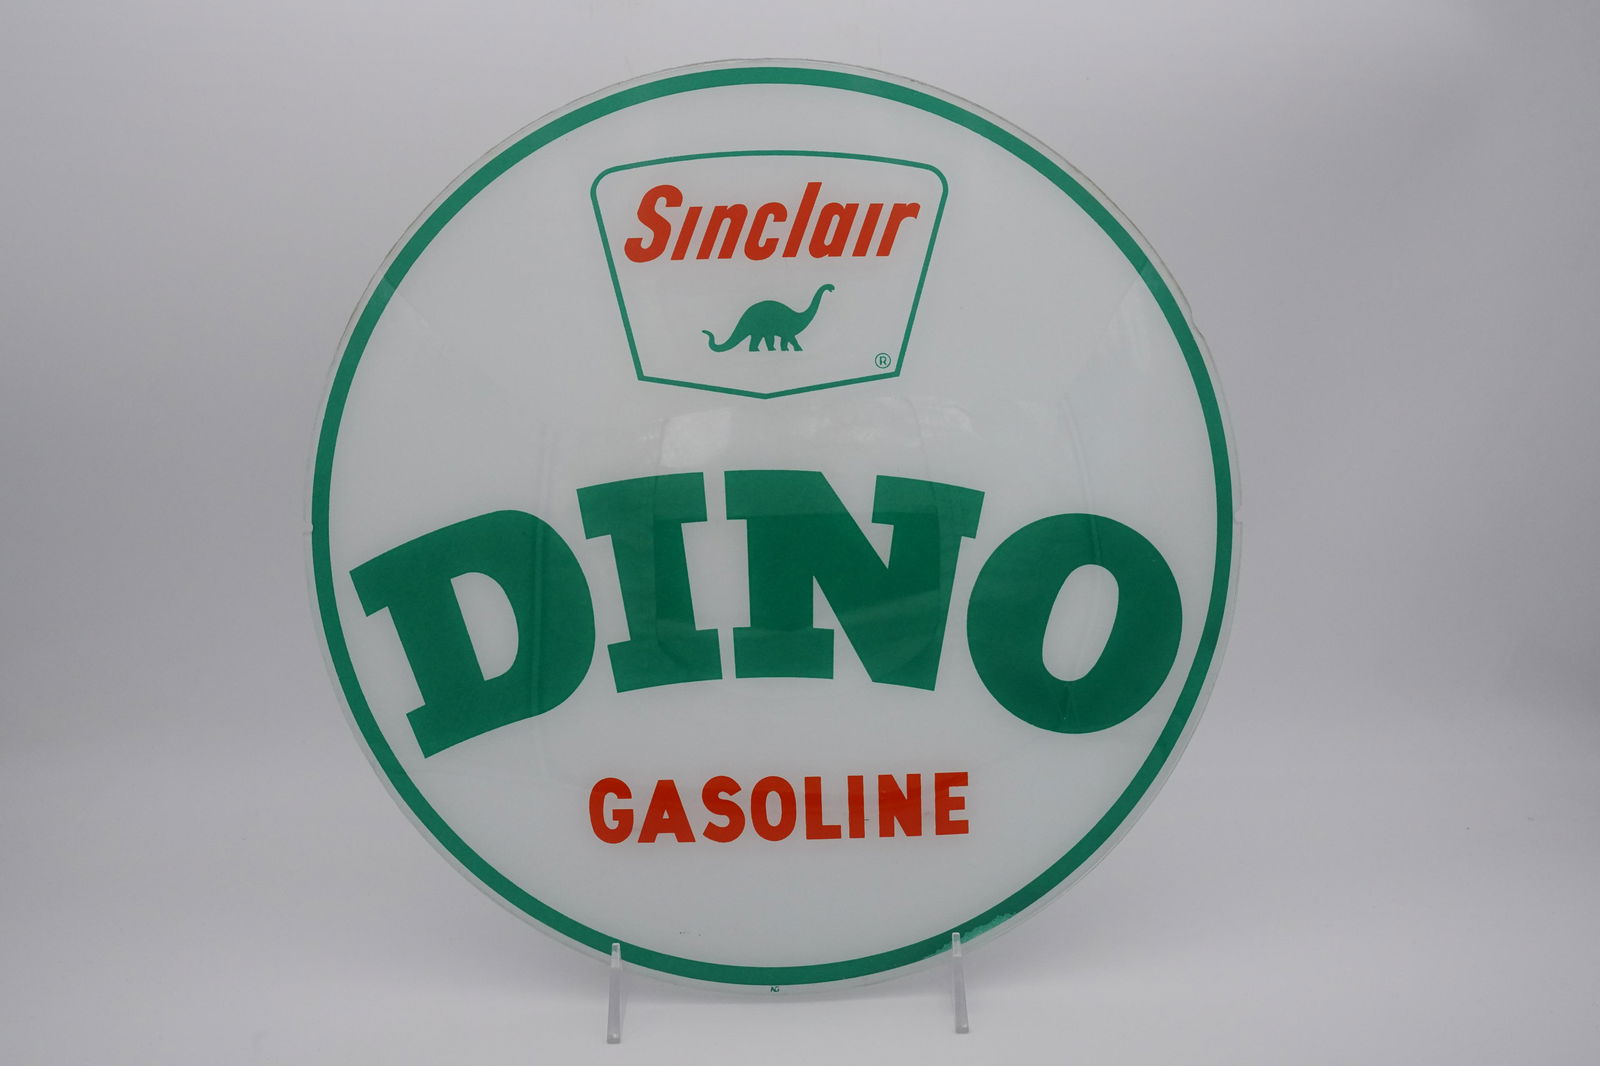 Sinclair
®
DINO
GASOLINE